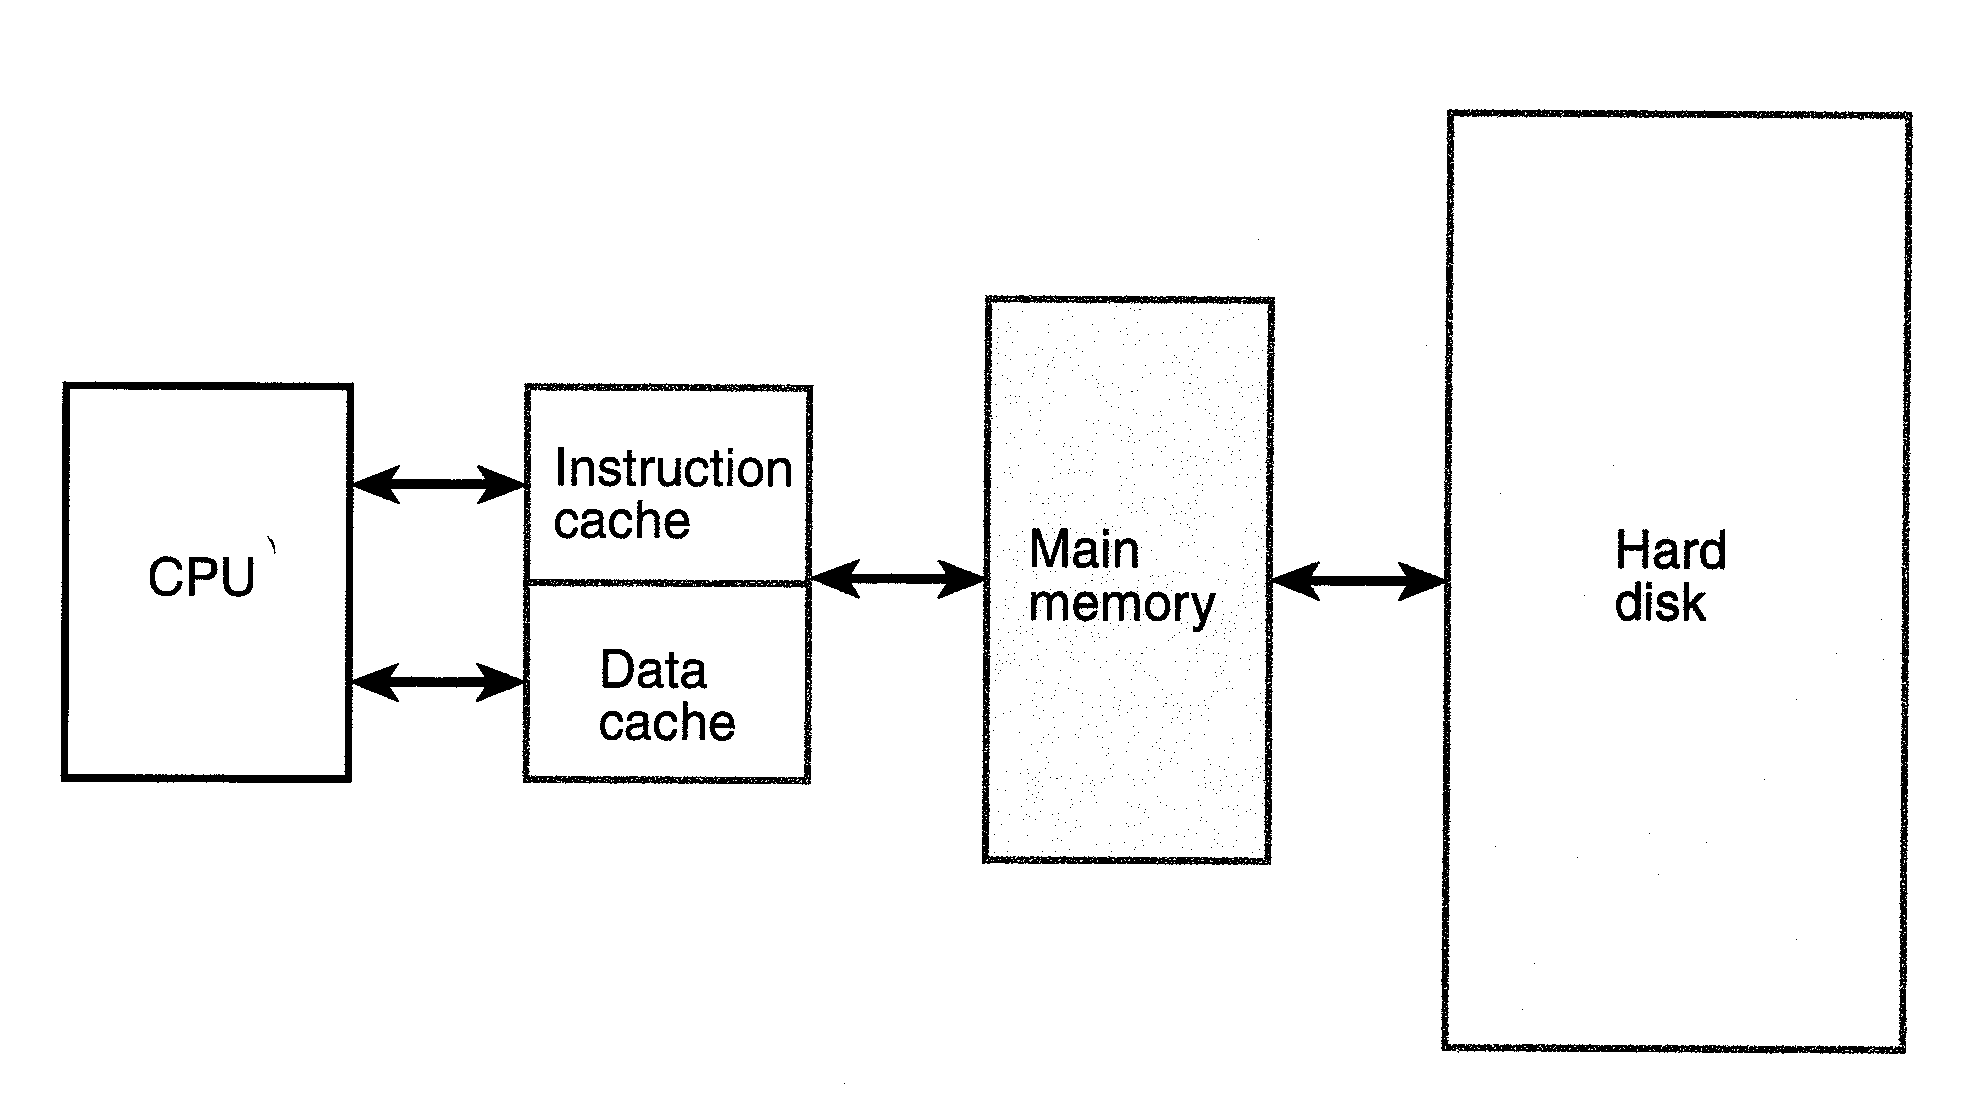 CPU
Instruction
cache
Data
cache
Main
memory
Hard
disk